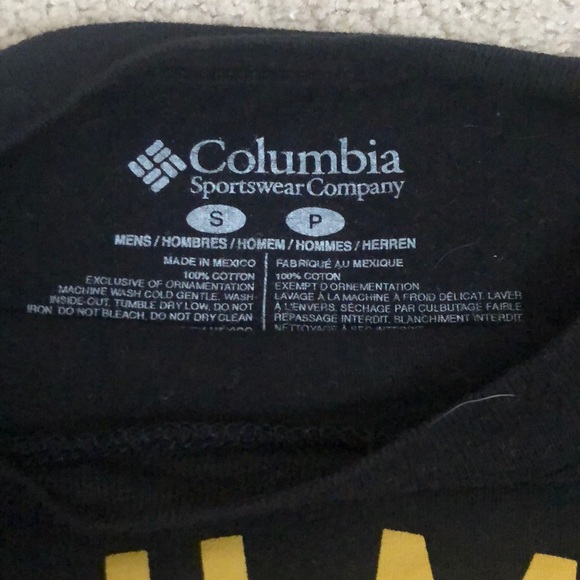 Columbia
Sportswear Company
S P
MENS / HOMBRES / HOMEM / HOMMES / HERREN
MADE IN MEXICO
100% COTTON
EXCLUSIVE OF ORNAMENTATION
MACHINE WASH COLD GENTLE. WASH
INSIDE-OUT. TUMBLE DRY LOW. DO NOT
IRON. DO NOT BLEACH. DO NOT DRY CLEAN
MÉXICO
FABRIQUÉ AU MEXIQUE
100% COTON
EXEMPT D'ORNEMENTATION
LAVAGE À LA MACHINE À FROID DÉLICAT. LAVER
À L'ENVERS. SÉCHAGE PAR CULBUTAGE FAIBLE
REPASSAGE INTERDIT. BLANCHIMENT INTERDIT.
NETTOYAGE À SEC